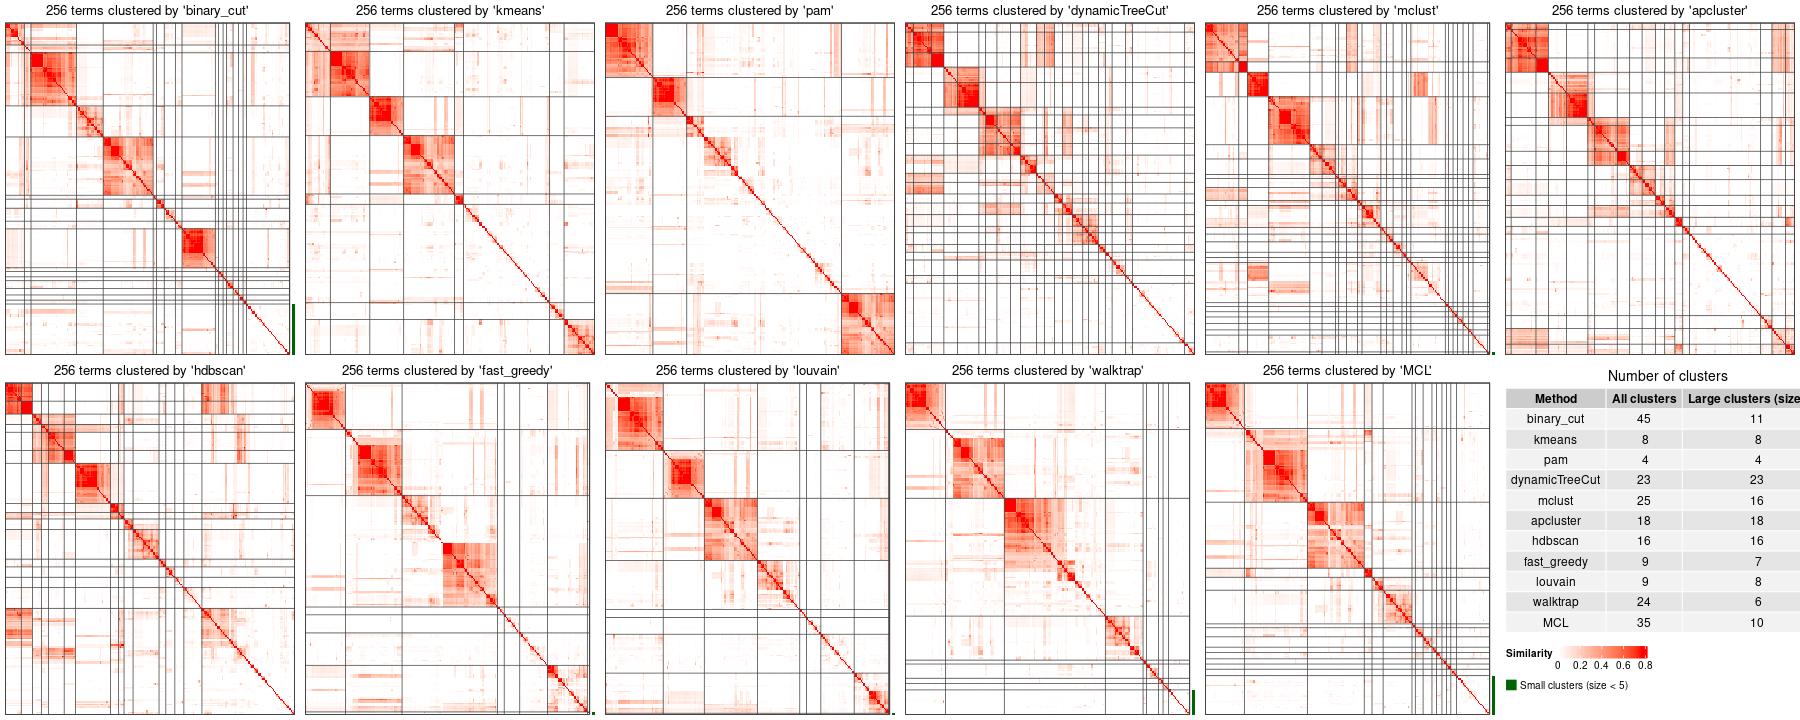 256 terms clustered by 'binary_cut'
256 terms clustered by 'kmeans'
256 terms clustered by 'pam'
256 terms clustered by 'dynamicTreeCut'
256 terms clustered by 'mclust'
256 terms clustered by 'apcluster'
256 terms clustered by 'hdbscan'
256 terms clustered by 'fast_greedy'
256 terms clustered by 'louvain'
256 terms clustered by 'walktrap'
256 terms clustered by 'MCL'
Number of clusters
Method All clusters Large clusters (size
binary_cut 45 11
kmeans 8 8
pam 4 4
dynamicTreeCut 23 23
mclust 25 16
apcluster 18 18
hdbscan 16 16
fast_greedy 9 7
louvain 9 8
walktrap 24 6
MCL 35 10
Similarity
0 0.2 0.4 0.6 0.8
Small clusters (size < 5)